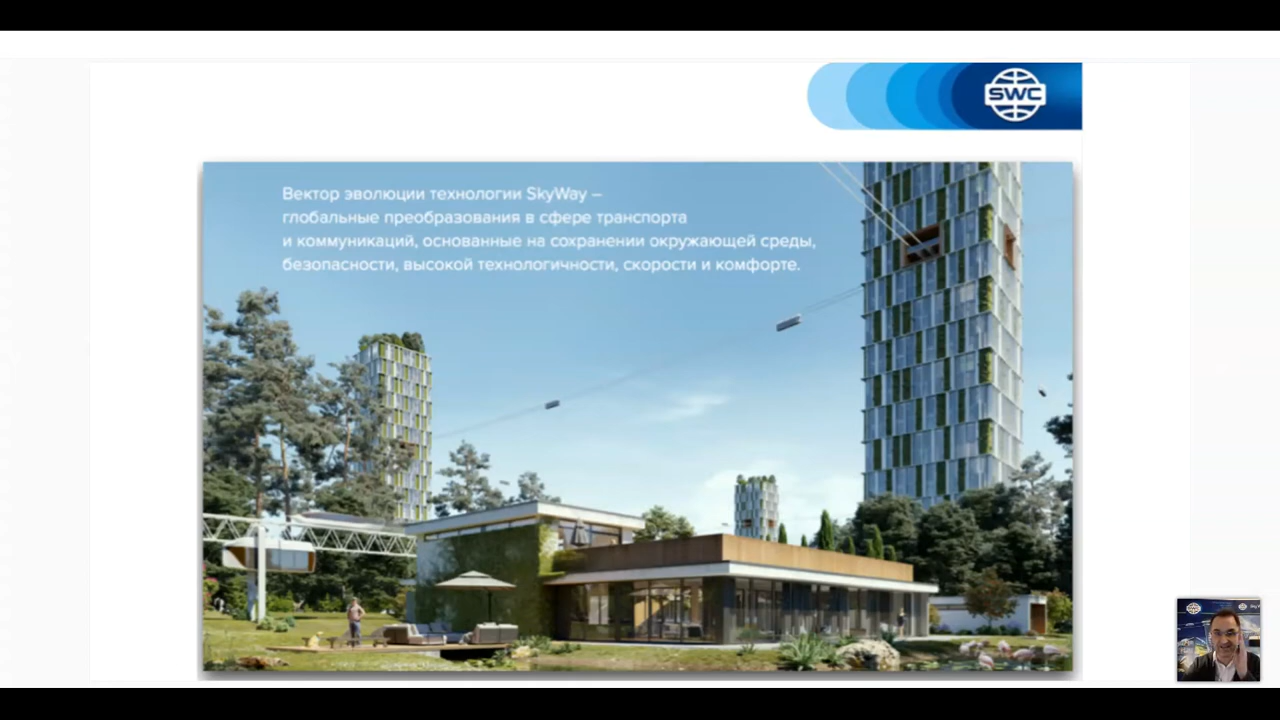 SWC
Вектор эволюции технологии SkyWay –
глобальные преобразования в сфере транспорта
и коммуникаций, основанные на сохранении окружающей среды,
безопасности, высокой технологичности, скорости и комфорте.